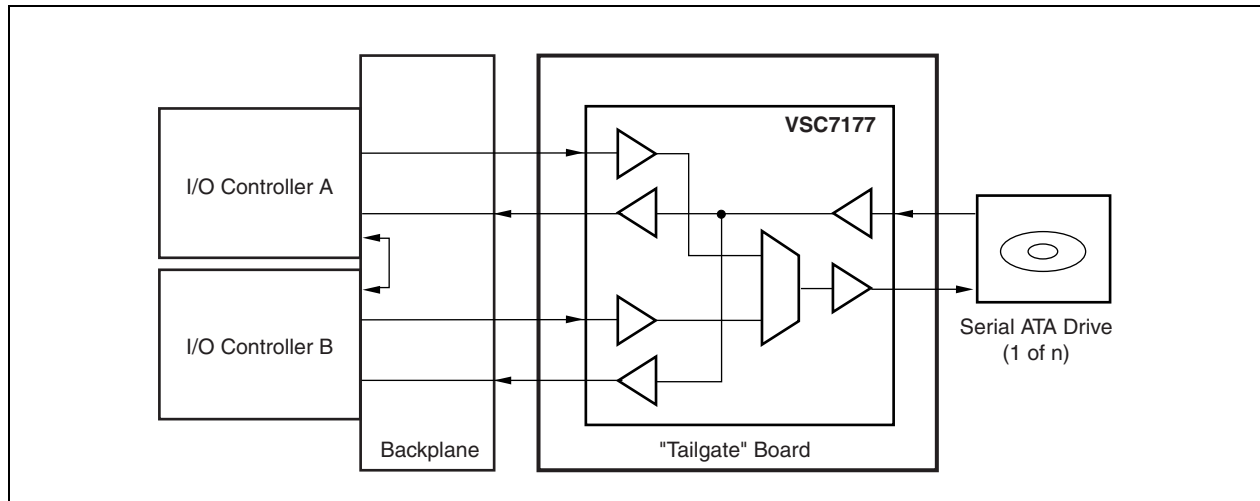 VSC7177
I/O Controller A
I/O Controller B
Serial ATA Drive
(1 of n)
Backplane
"Tailgate" Board